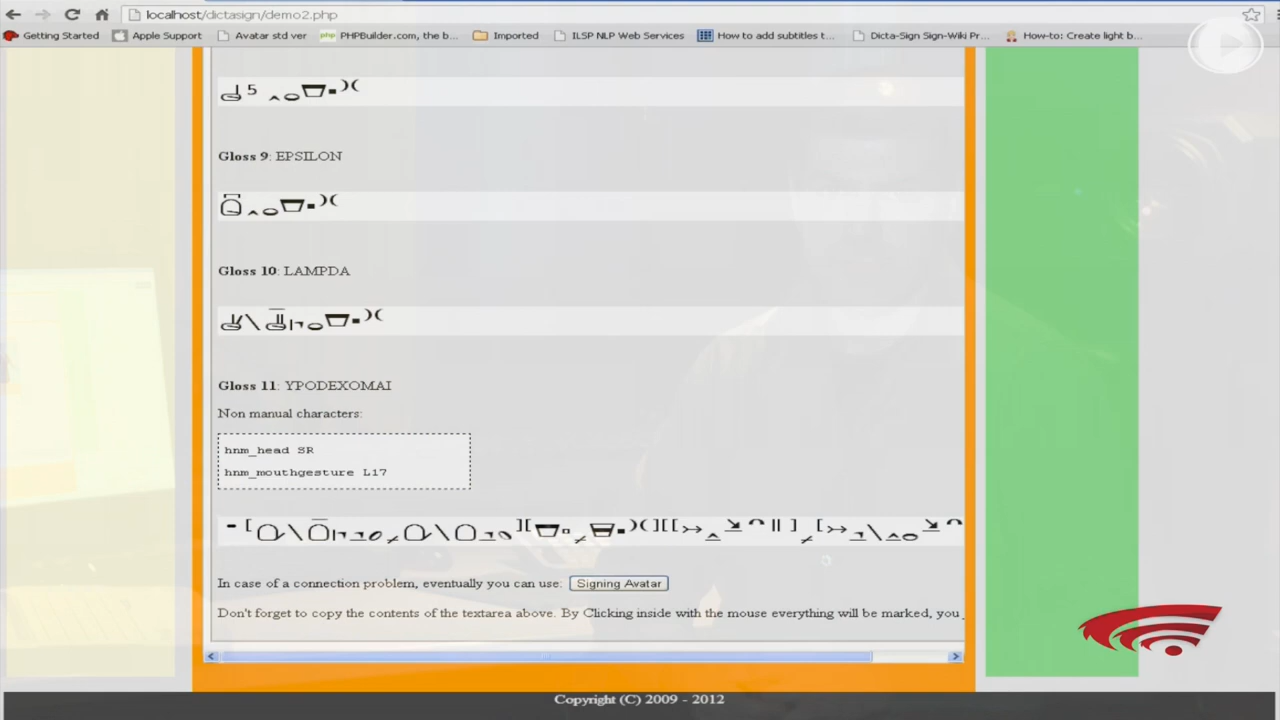 localhost/dictasign/demo2.php
Getting Started Apple Support Avatar std ver php PHPBuilder.com, the b... Imported ILSP NLP Web Services How to add subtitles t... Dicta-Sign Sign-Wiki Pr... How-to: Create light b...
Gloss 9: EPSILON
Gloss 10: LAMPDA
Gloss 11: YPODEXOMAI
Non manual characters:
hnm_head SR
hnm_mouthgesture L17
In case of a connection problem, eventually you can use: Signing Avatar
Don't forget to copy the contents of the textarea above. By Clicking inside with the mouse everything will be marked, you
Copyright (C) 2009 - 2012